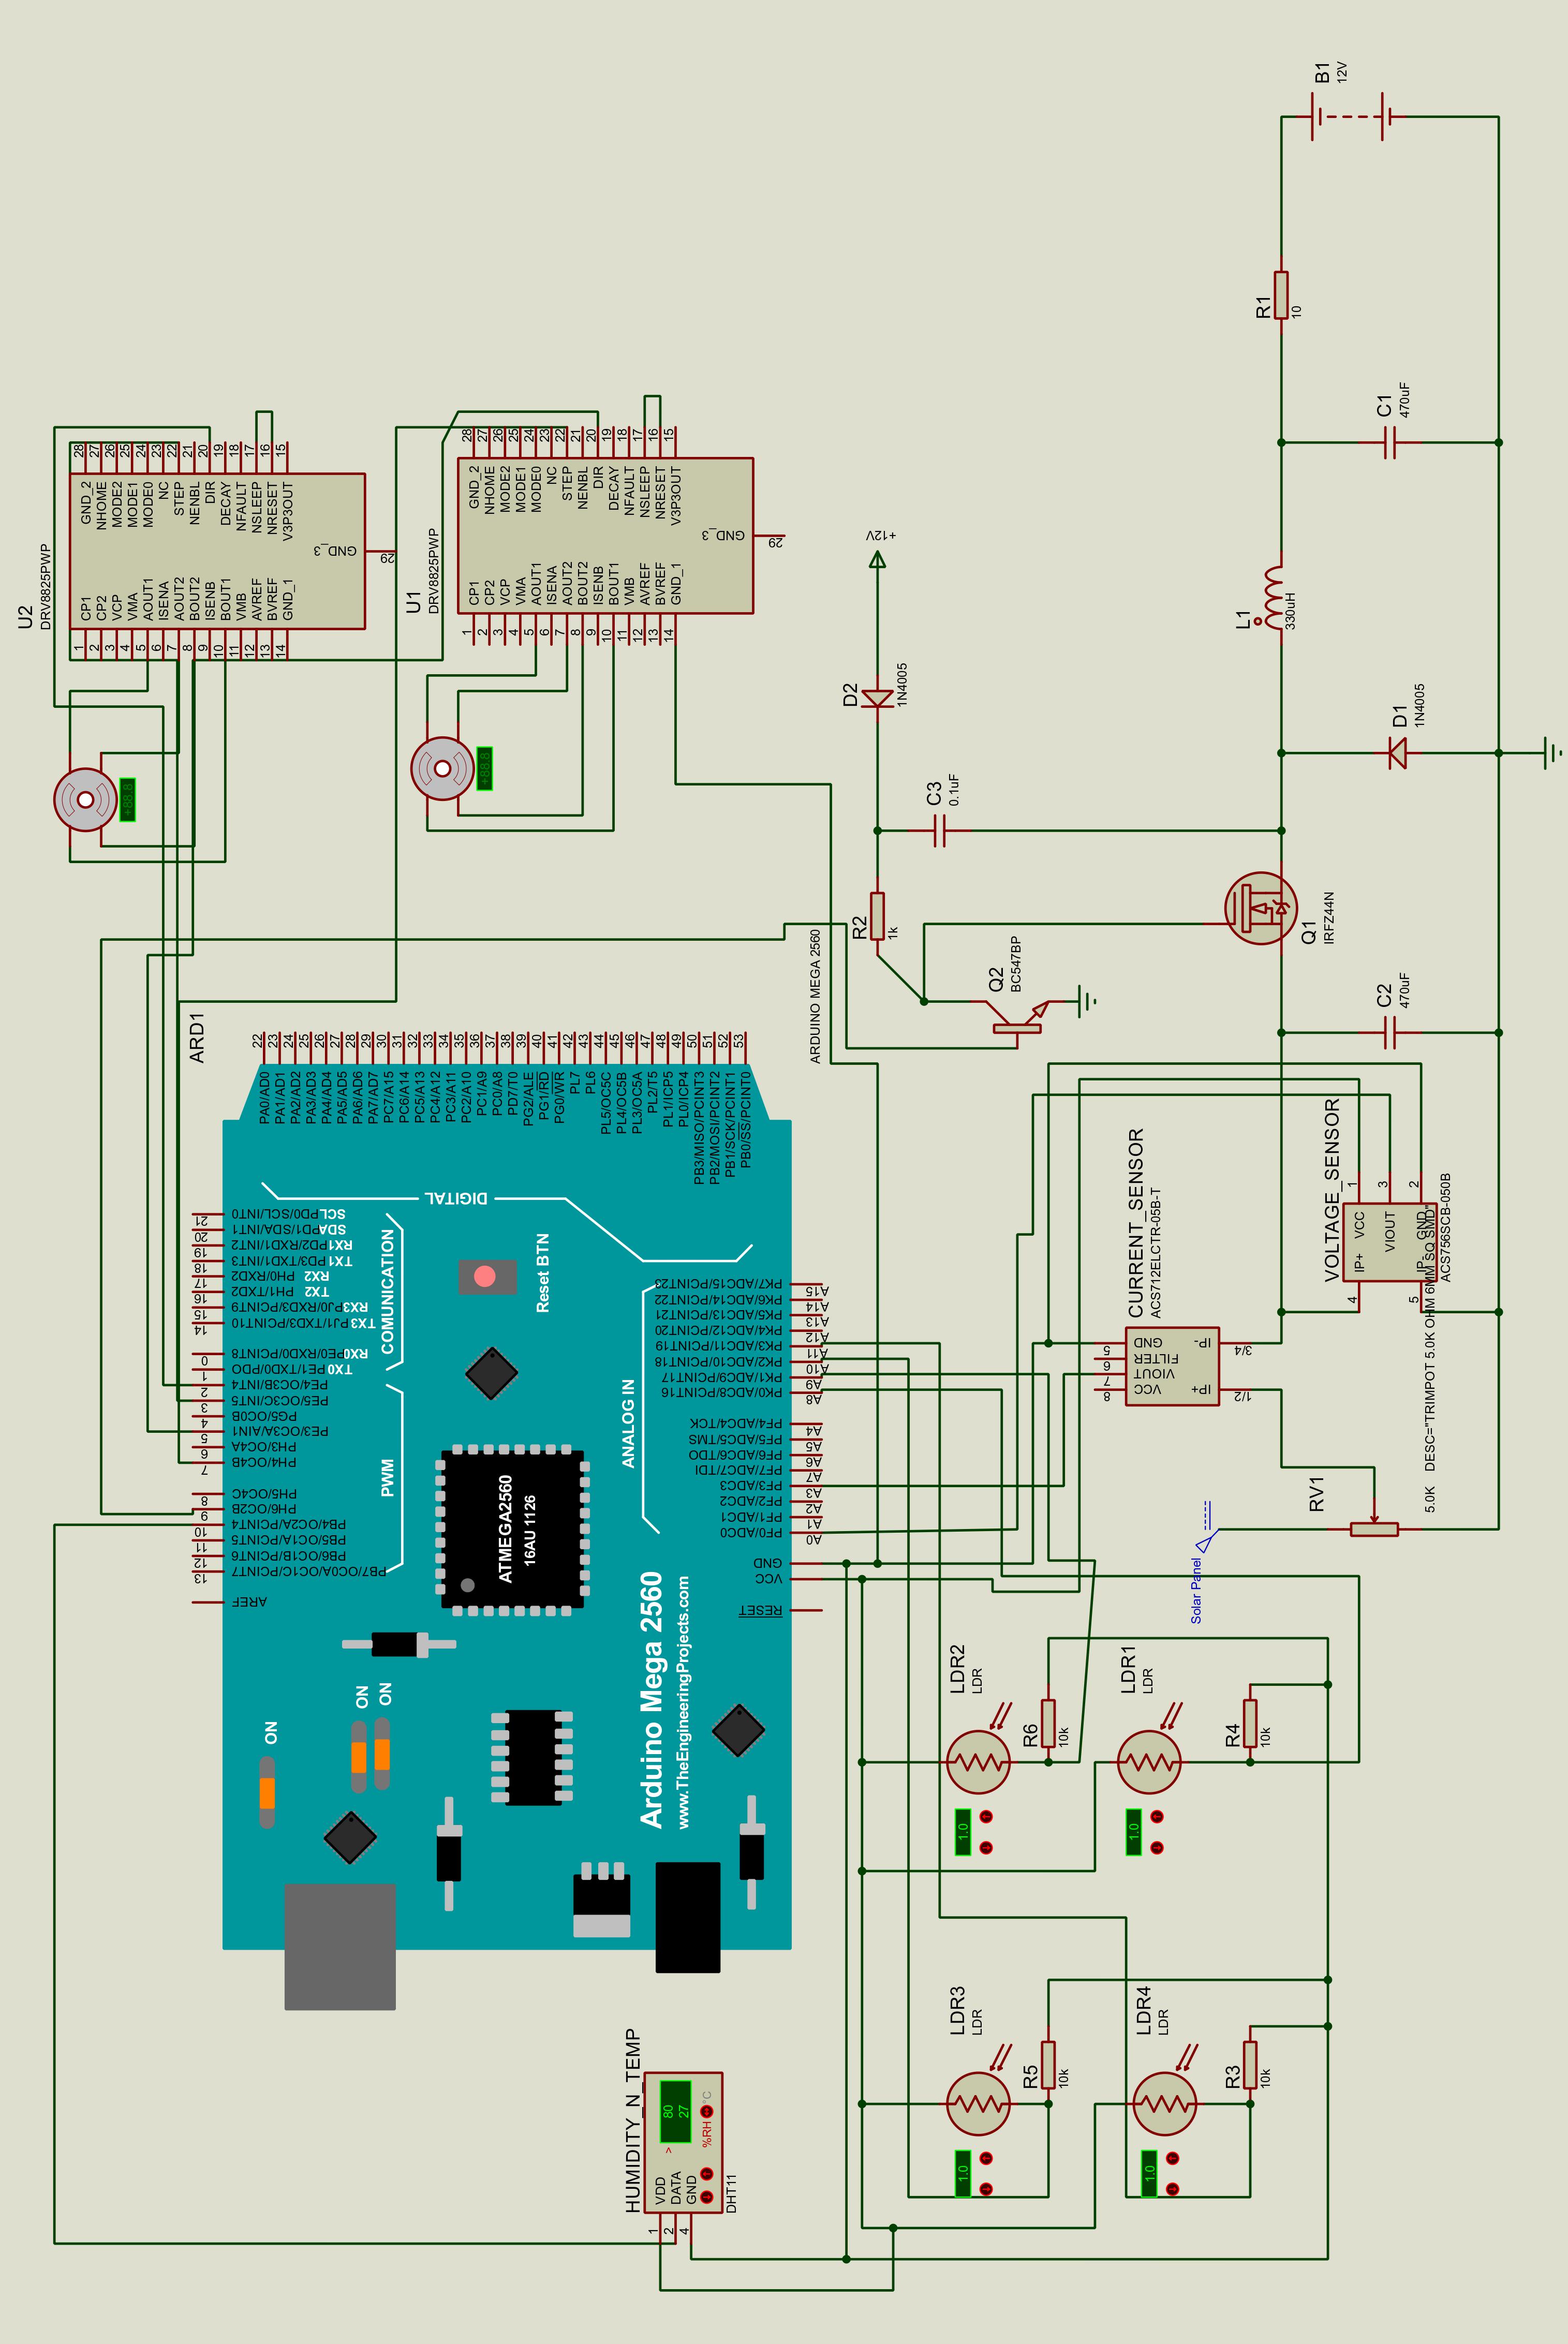 U2
DRV8825PWP
1 CP1 GND_2 28
2 CP2 NHOME 27
3 VCP MODE2 26
4 VMA MODE1 25
5 AOUT1 MODE0 24
6 ISENA NC 23
7 AOUT2 STEP 22
8 BOUT2 NENBL 21
9 ISENB DIR 20
10 BOUT1 DECAY 19
11 VMB NFAULT 18
12 AVREF NSLEEP 17
13 BVREF NRESET 16
14 GND_1 V3P3OUT 15
GND_3
29
+88.8
ARD1
AREF
13 PB7/OC0A/OC1C/PCINT7
12 PB6/OC1B/PCINT6
11 PB5/OC1A/PCINT5
10 PB4/OC2A/PCINT4
9 PH6/OC2B
8 PH5/OC4C
7 PH4/OC4B
6 PH3/OC4A
5 PE3/OC3A/AIN1
4 PG5/OC0B
3 PE5/OC3C/INT5
2 PE4/OC3B/INT4
1 TX0 PE1/TXD0/PDO
0 RX0 PE0/RXD0/PCINT8
14 TX3 PJ1/TXD3/PCINT10
15 RX3 PJ0/RXD3/PCINT9
16 TX2 PH1/TXD2
17 RX2 PH0/RXD2
18 TX1 PD3/TXD1/INT3
19 RX1 PD2/RXD1/INT2
20 SDA PD1/SDA/INT1
21 SCL PD0/SCL/INT0
ON
ON
ON
PWM
COMUNICATION
DIGITAL
PA0/AD0 22
PA1/AD1 23
PA2/AD2 24
PA3/AD3 25
PA4/AD4 26
PA5/AD5 27
PA6/AD6 28
PA7/AD7 29
PC7/A15 30
PC6/A14 31
PC5/A13 32
PC4/A12 33
PC3/A11 34
PC2/A10 35
PC1/A9 36
PC0/A8 37
PD7/T0 38
PG2/ALE 39
PG1/RD 40
PG0/WR 41
PL7 42
PL6 43
PL5/OC5C 44
PL4/OC5B 45
PL3/OC5A 46
PL2/T5 47
PL1/ICP5 48
PL0/ICP4 49
PB3/MISO/PCINT3 50
PB2/MOSI/PCINT2 51
PB1/SCK/PCINT1 52
PB0/SS/PCINT0 53
ATMEGA2560
16AU 1126
Reset BTN
Arduino Mega 2560
www.TheEngineeringProjects.com
ANALOG IN
RESET
VCC
GND
PF0/ADC0 A0
PF1/ADC1 A1
PF2/ADC2 A2
PF3/ADC3 A3
PF7/ADC7/TDI A7
PF6/ADC6/TDO A6
PF5/ADC5/TMS A5
PF4/ADC4/TCK A4
PK0/ADC8/PCINT16 A8
PK1/ADC9/PCINT17 A9
PK2/ADC10/PCINT18 A10
PK3/ADC11/PCINT19 A11
PK4/ADC12/PCINT20 A12
PK5/ADC13/PCINT21 A13
PK6/ADC14/PCINT22 A14
PK7/ADC15/PCINT23 A15
ARDUINO MEGA 2560
U1
DRV8825PWP
1 CP1 GND_2 28
2 CP2 NHOME 27
3 VCP MODE2 26
4 VMA MODE1 25
5 AOUT1 MODE0 24
6 ISENA NC 23
7 AOUT2 STEP 22
8 BOUT2 NENBL 21
9 ISENB DIR 20
10 BOUT1 DECAY 19
11 VMB NFAULT 18
12 AVREF NSLEEP 17
13 BVREF NRESET 16
14 GND_1 V3P3OUT 15
GND_3
29
+88.8
HUMIDITY_N_TEMP
1 VDD
2 DATA
4 GND
> 80
27
%RH °C
DHT11
LDR3
LDR
1.0
R5
10k
LDR2
LDR
1.0
R6
10k
LDR4
LDR
1.0
R3
10k
LDR1
LDR
1.0
R4
10k
R2
1k
D2
1N4005
+12V
C3
0.1uF
Q2
BC547BP
8 7 6 5
VCC VIOUT FILTER GND
IP+ IP-
1/2 3/4
CURRENT_SENSOR
ACS712ELCTR-05B-T
Solar Panel
RV1
5.0K DESC="TRIMPOT 5.0K OHM 6MM SQ SMD"
VOLTAGE_SENSOR
4 IP+ VCC 1
VIOUT 3
5 IP- GND 2
ACS756SCB-050B
C2
470uF
Q1
IRFZ44N
D1
1N4005
L1
330uH
C1
470uF
R1
10
B1
12V